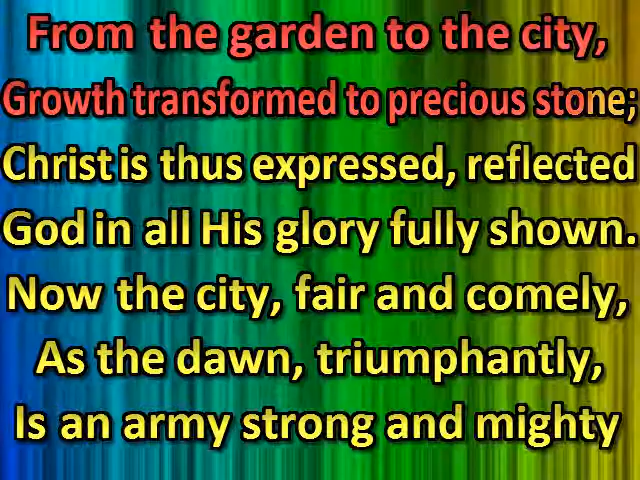 From the garden to the city,
Growth transformed to precious stone;
Christ is thus expressed, reflected
God in all His glory fully shown.
Now the city, fair and comely,
As the dawn, triumphantly,
Is an army strong and mighty